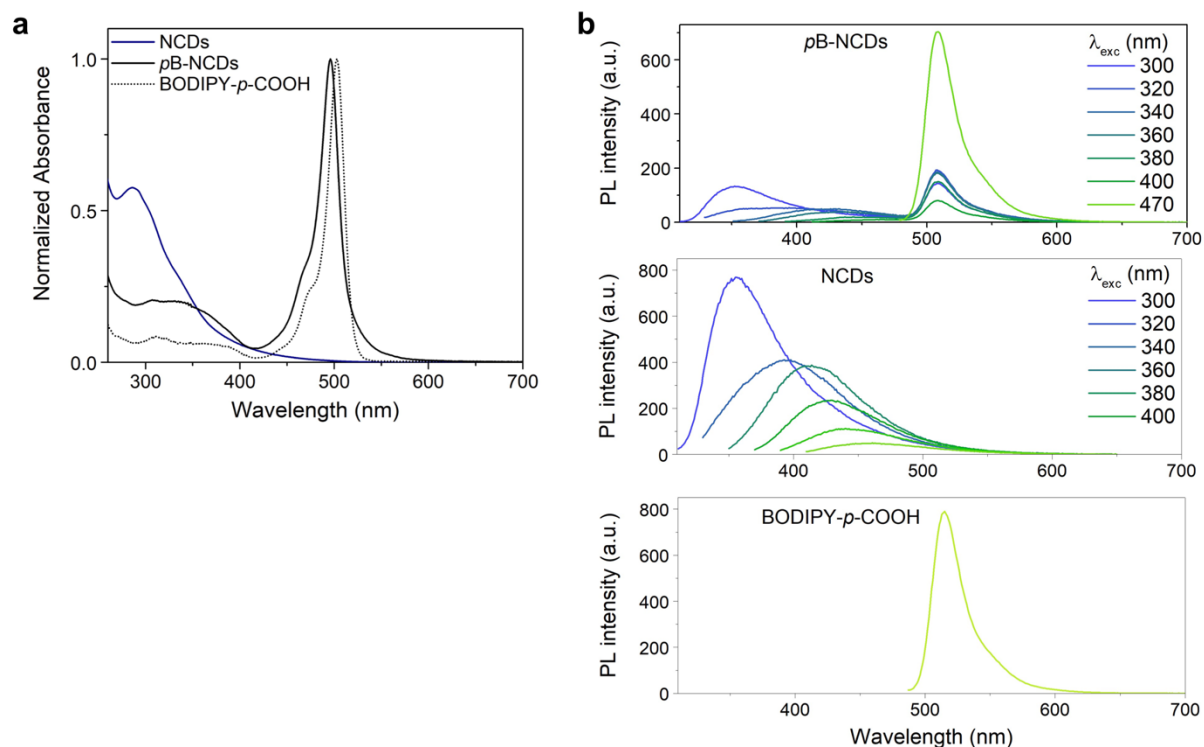 a
NCDs
pB-NCDs
BODIPY-p-COOH
1.0
0.5
0.0
Normalized Absorbance
300 400 500 600 700
Wavelength (nm)
b
pB-NCDs
λexc (nm)
300
320
340
360
380
400
470
600
400
200
0
PL intensity (a.u.)
400 500 600 700
NCDs
λexc (nm)
300
320
340
360
380
400
800
600
400
200
0
PL intensity (a.u.)
400 500 600 700
BODIPY-p-COOH
800
600
400
200
0
PL intensity (a.u.)
400 500 600 700
Wavelength (nm)